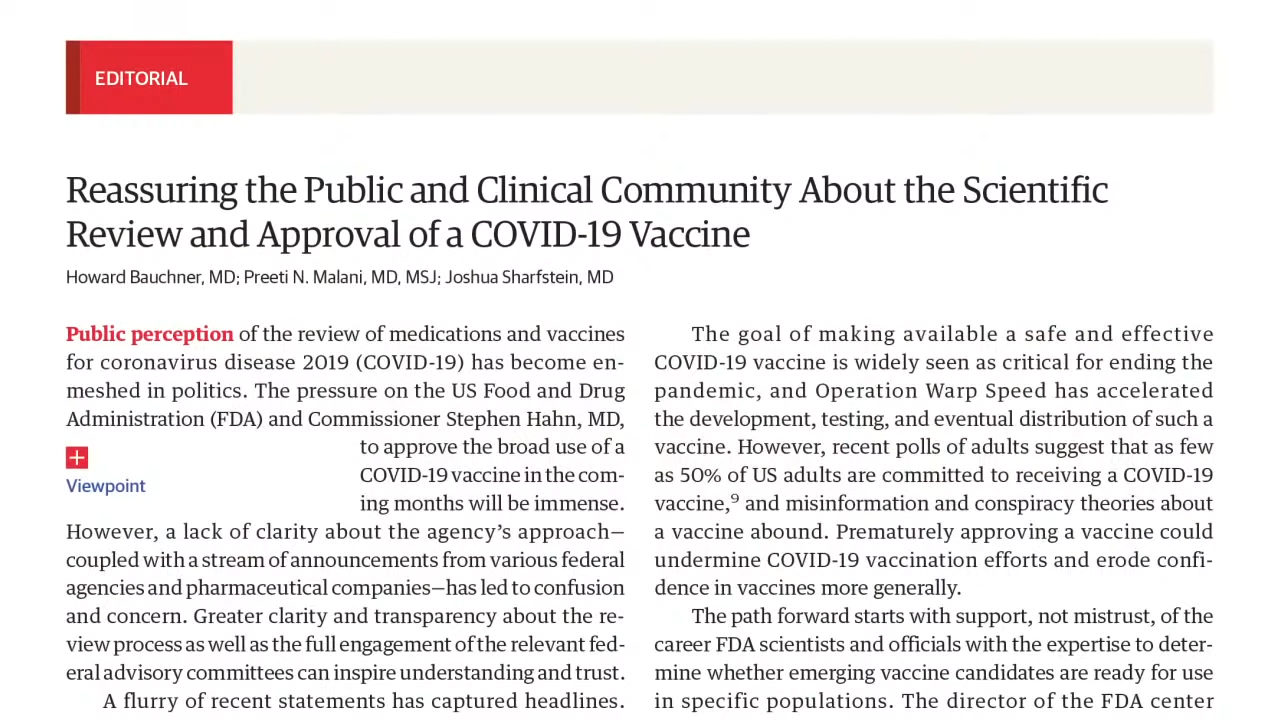 EDITORIAL
Reassuring the Public and Clinical Community About the Scientific
Review and Approval of a COVID-19 Vaccine
Howard Bauchner, MD; Preeti N. Malani, MD, MSJ; Joshua Sharfstein, MD
Public perception of the review of medications and vaccines
for coronavirus disease 2019 (COVID-19) has become en-
meshed in politics. The pressure on the US Food and Drug
Administration (FDA) and Commissioner Stephen Hahn, MD,
to approve the broad use of a
COVID-19 vaccine in the com-
ing months will be immense.
Viewpoint
However, a lack of clarity about the agency’s approach—
coupled with a stream of announcements from various federal
agencies and pharmaceutical companies—has led to confusion
and concern. Greater clarity and transparency about the re-
view process as well as the full engagement of the relevant fed-
eral advisory committees can inspire understanding and trust.
A flurry of recent statements has captured headlines.
The goal of making available a safe and effective
COVID-19 vaccine is widely seen as critical for ending the
pandemic, and Operation Warp Speed has accelerated
the development, testing, and eventual distribution of such a
vaccine. However, recent polls of adults suggest that as few
as 50% of US adults are committed to receiving a COVID-19
vaccine,⁹ and misinformation and conspiracy theories about
a vaccine abound. Prematurely approving a vaccine could
undermine COVID-19 vaccination efforts and erode confi-
dence in vaccines more generally.
The path forward starts with support, not mistrust, of the
career FDA scientists and officials with the expertise to deter-
mine whether emerging vaccine candidates are ready for use
in specific populations. The director of the FDA center